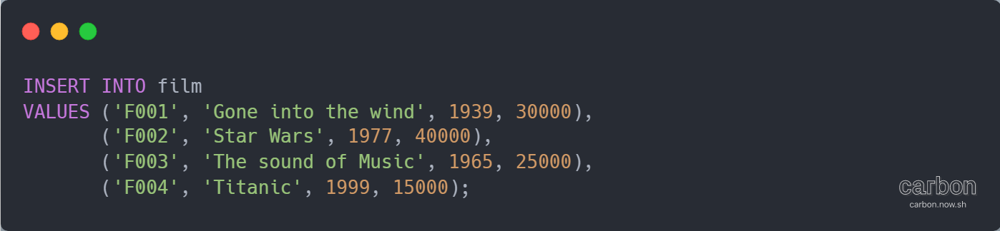 INSERT INTO film
VALUES ('F001', 'Gone into the wind', 1939, 30000),
       ('F002', 'Star Wars', 1977, 40000),
       ('F003', 'The sound of Music', 1965, 25000),
       ('F004', 'Titanic', 1999, 15000);
carbon
carbon.now.sh